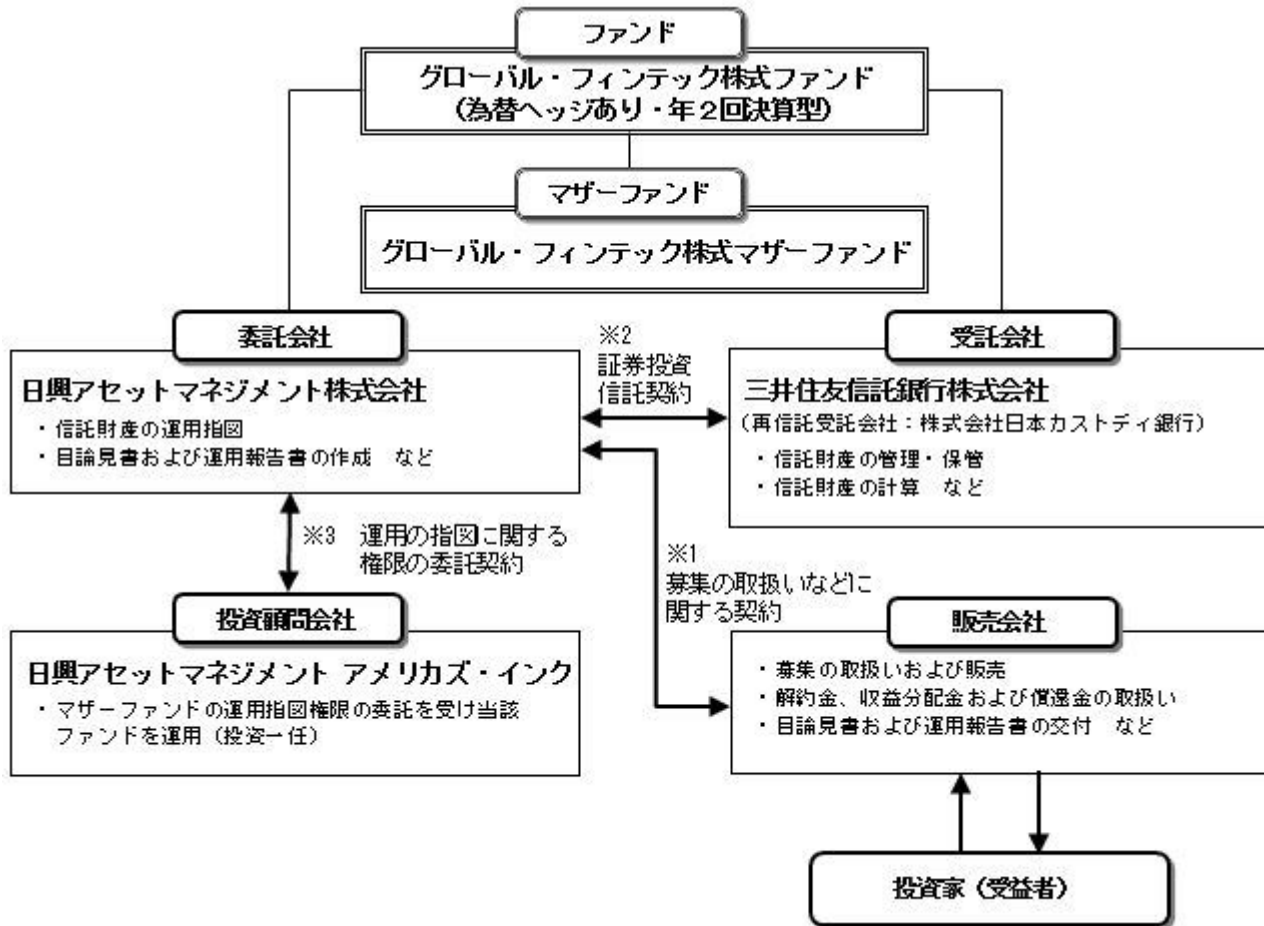 ファンド
グローバル・フィンテック株式ファンド
(為替ヘッジあり・年２回決算型)
マザーファンド
グローバル・フィンテック株式マザーファンド
委託会社
日興アセットマネジメント株式会社
・信託財産の運用指図
・目論見書および運用報告書の作成　など
※2
証券投資
信託契約
受託会社
三井住友信託銀行株式会社
（再信託受託会社：株式会社日本カストディ銀行）
・信託財産の管理・保管
・信託財産の計算　など
※3　運用の指図に関する
権限の委託契約
※1
募集の取扱いなどに
関する契約
投資顧問会社
日興アセットマネジメント アメリカズ・インク
・マザーファンドの運用指図権限の委託を受け当該
ファンドを運用（投資一任）
販売会社
・募集の取扱いおよび販売
・解約金、収益分配金および償還金の取扱い
・目論見書および運用報告書の交付　など
投資家（受益者）